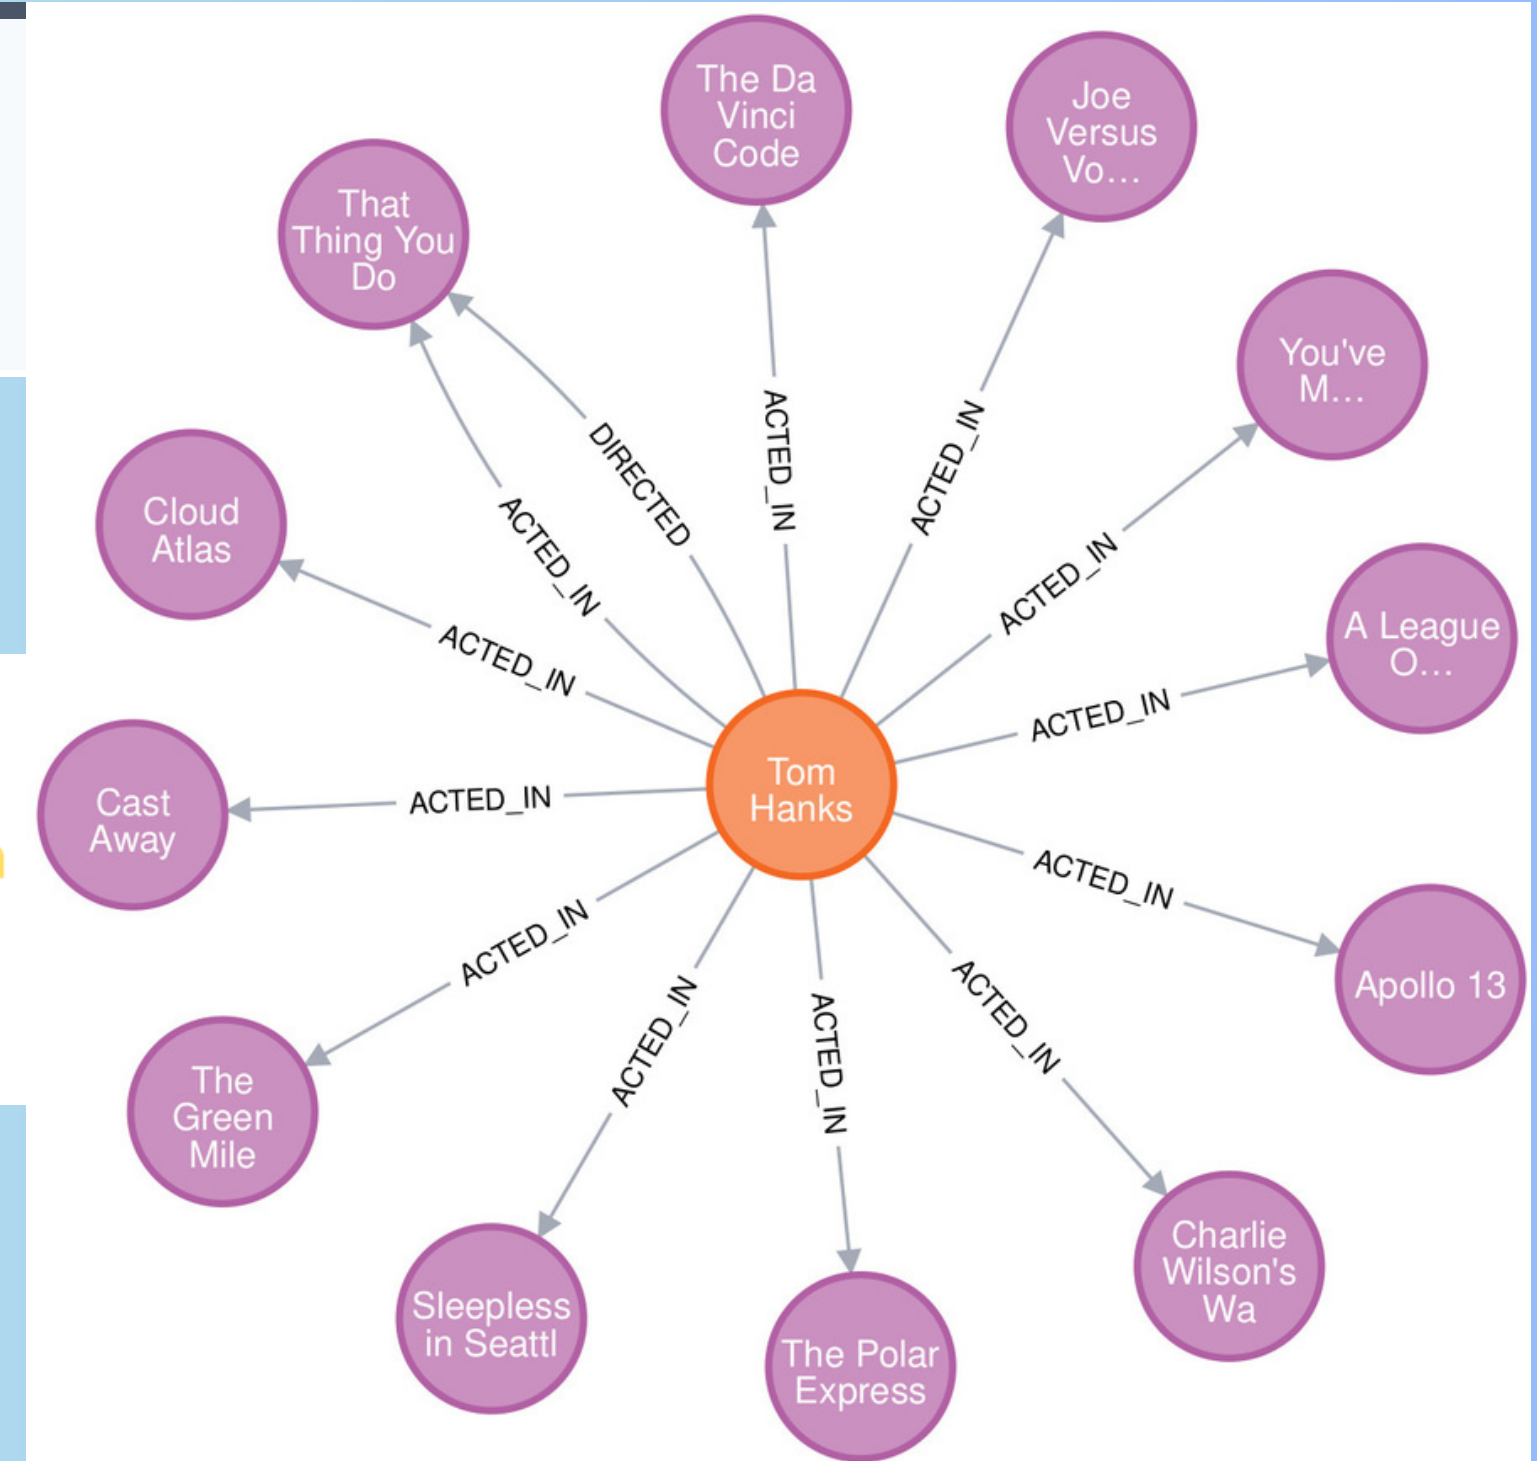 The Da
Vinci
Code
Joe
Versus
Vo...
That
Thing You
Do
You've
M...
ACTED_IN
ACTED_IN
DIRECTED
ACTED_IN
Cloud
Atlas
ACTED_IN
A League
O...
ACTED_IN
ACTED_IN
Tom
Hanks
Cast
Away
ACTED_IN
ACTED_IN
ACTED_IN
Apollo 13
ACTED_IN
ACTED_IN
ACTED_IN
The
Green
Mile
Charlie
Wilson's
Wa
Sleepless
in Seattl
The Polar
Express